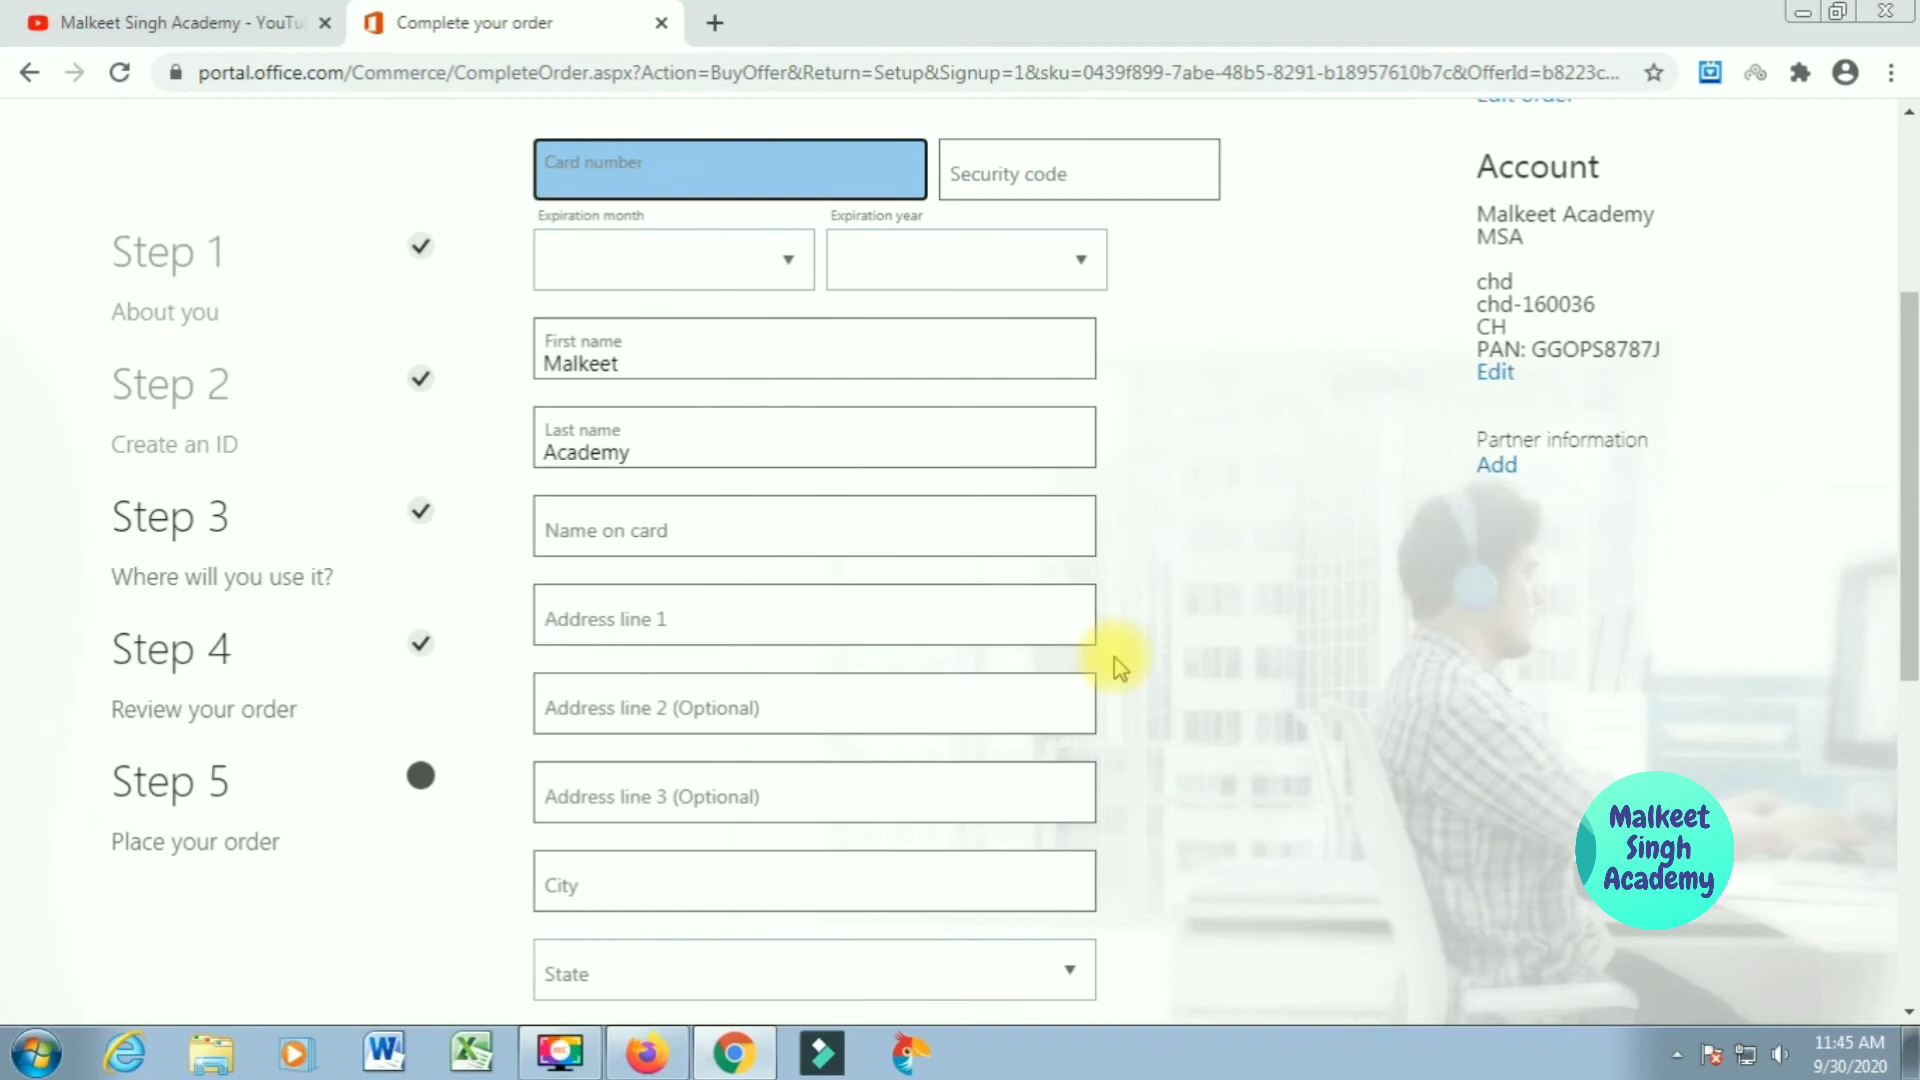 Malkeet Singh Academy - YouTu
Complete your order
portal.office.com/Commerce/CompleteOrder.aspx?Action=BuyOffer&Return=Setup&Signup=1&sku=0439f899-7abe-48b5-8291-b18957610b7c&OfferId=b8223c...
Edit order
Card number
Security code
Expiration month
Expiration year
Step 1
About you
Step 2
Create an ID
Step 3
Where will you use it?
Step 4
Review your order
Step 5
Place your order
First name
Malkeet
Last name
Academy
Name on card
Address line 1
Address line 2 (Optional)
Address line 3 (Optional)
City
State
Account
Malkeet Academy
MSA
chd
chd-160036
CH
PAN: GGOPS8787J
Edit
Partner information
Add
Malkeet
Singh
Academy
REC
11:45 AM
9/30/2020